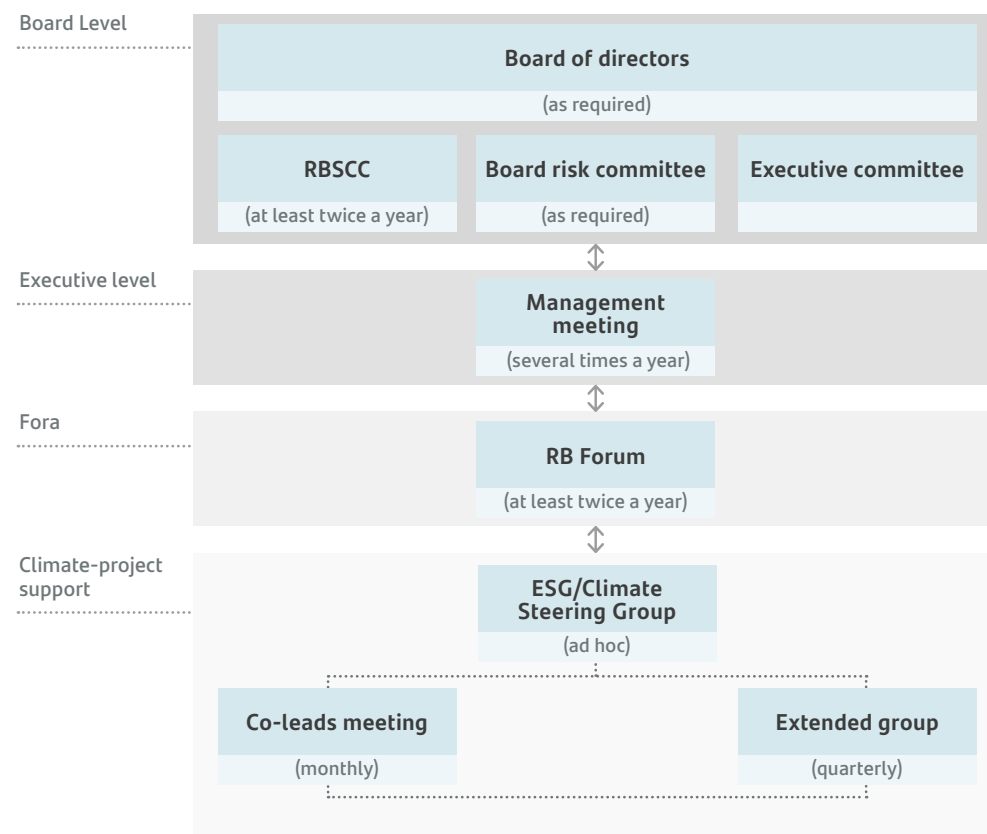 Board Level
Board of directors
(as required)
RBSCC
(at least twice a year)
Board risk committee
(as required)
Executive committee
Executive level
Management
meeting
(several times a year)
Fora
RB Forum
(at least twice a year)
Climate-project
support
ESG/Climate
Steering Group
(ad hoc)
Co-leads meeting
(monthly)
Extended group
(quarterly)